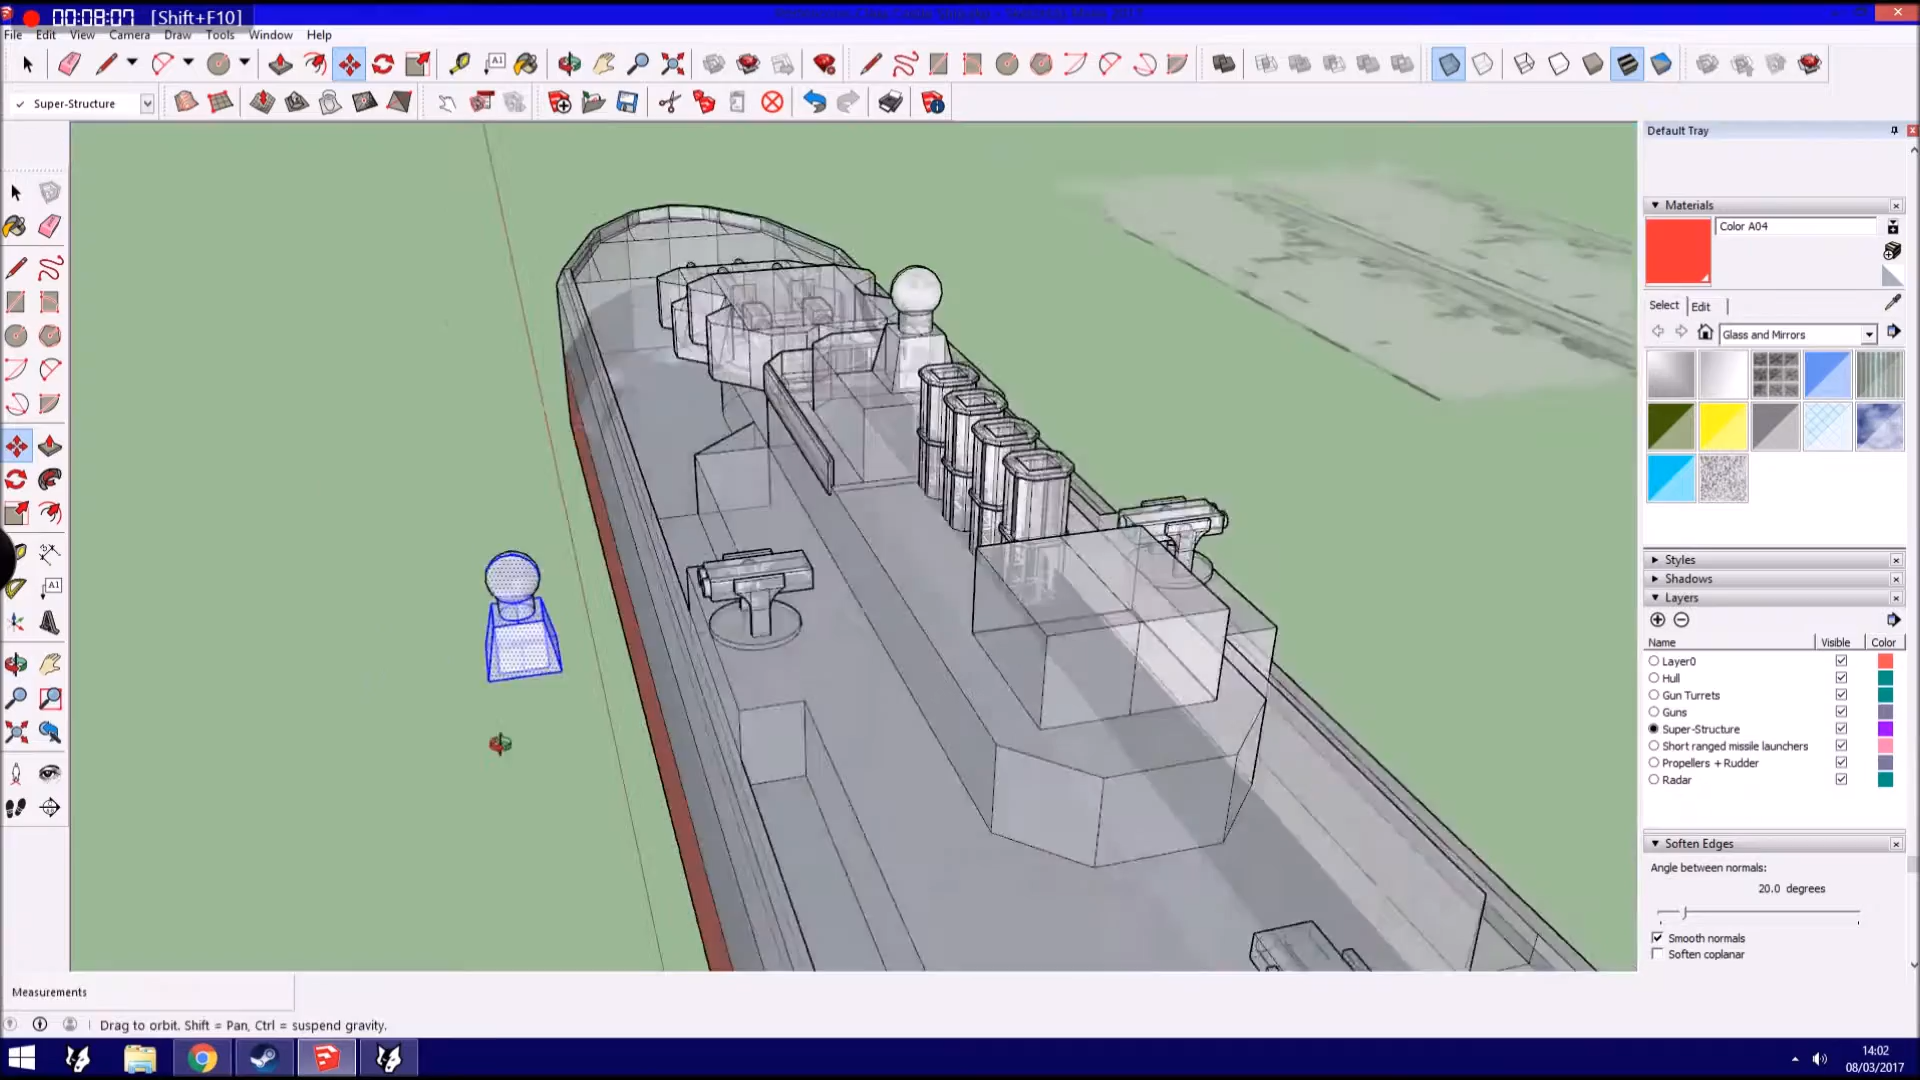 00:08:07 [Shift+F10]
File Edit View Camera Draw Tools Window Help
Super-Structure
Default Tray
Materials
Color A04
Select Edit
Glass and Mirrors
Styles
Shadows
Layers
Name Visible Color
Layer0
Hull
Gun Turrets
Guns
Super-Structure
Short ranged missile launchers
Propellers + Rudder
Radar
Soften Edges
Angle between normals:
20.0 degrees
Smooth normals
Soften coplanar
Measurements
Drag to orbit. Shift = Pan, Ctrl = suspend gravity.
14:02
08/03/2017